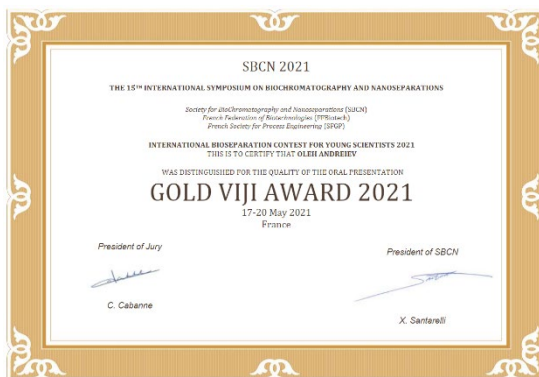 SBCN 2021
THE 15TH INTERNATIONAL SYMPOSIUM ON BIOCHROMATOGRAPHY AND NANOSEPARATIONS
Society for BioChromatography and Nanoseparations (SBCN)
French Federation of Biotechnologies (FFBiotech)
French Society for Process Engineering (SFGP)
INTERNATIONAL BIOSEPARATION CONTEST FOR YOUNG SCIENTISTS 2021
THIS IS TO CERTIFY THAT OLEH ANDREIEV
WAS DISTINGUISHED FOR THE QUALITY OF THE ORAL PRESENTATION
GOLD VIJI AWARD 2021
17-20 May 2021
France
President of Jury
President of SBCN
C. Cabanne
X. Santarelli